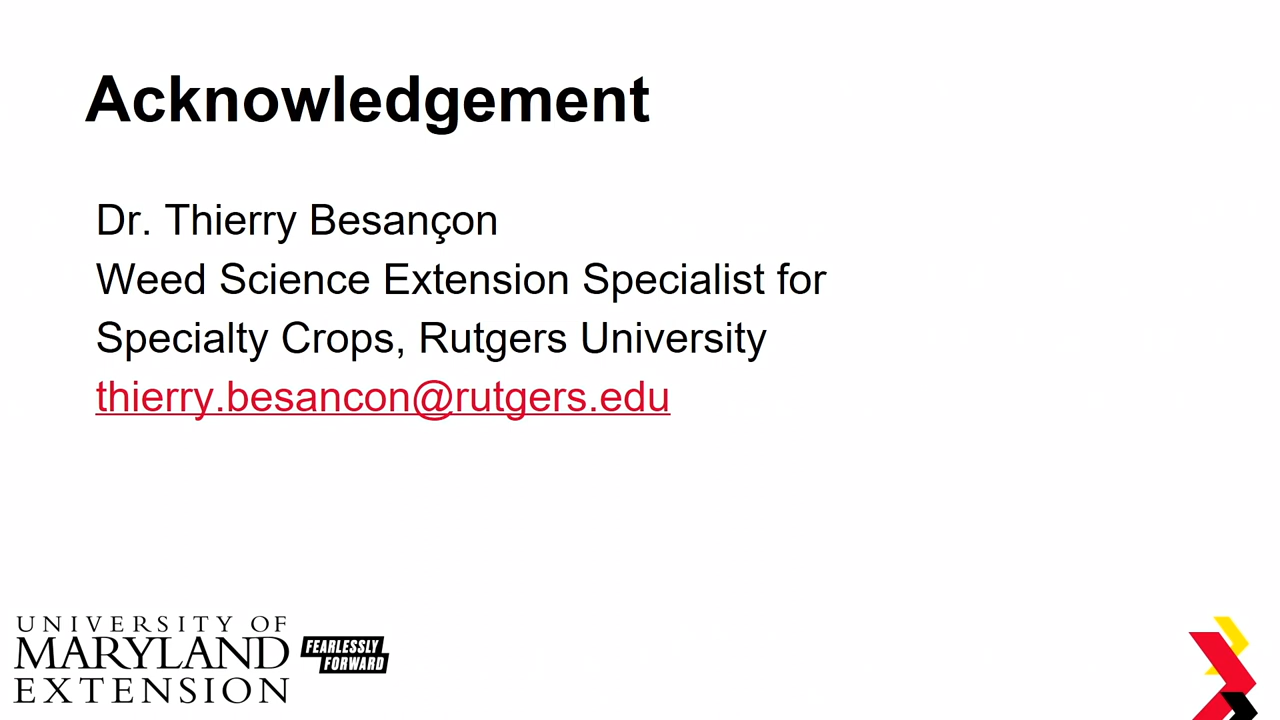 Acknowledgement
Dr. Thierry Besançon
Weed Science Extension Specialist for
Specialty Crops, Rutgers University
thierry.besancon@rutgers.edu
UNIVERSITY OF
MARYLAND
EXTENSION
FEARLESSLY
FORWARD